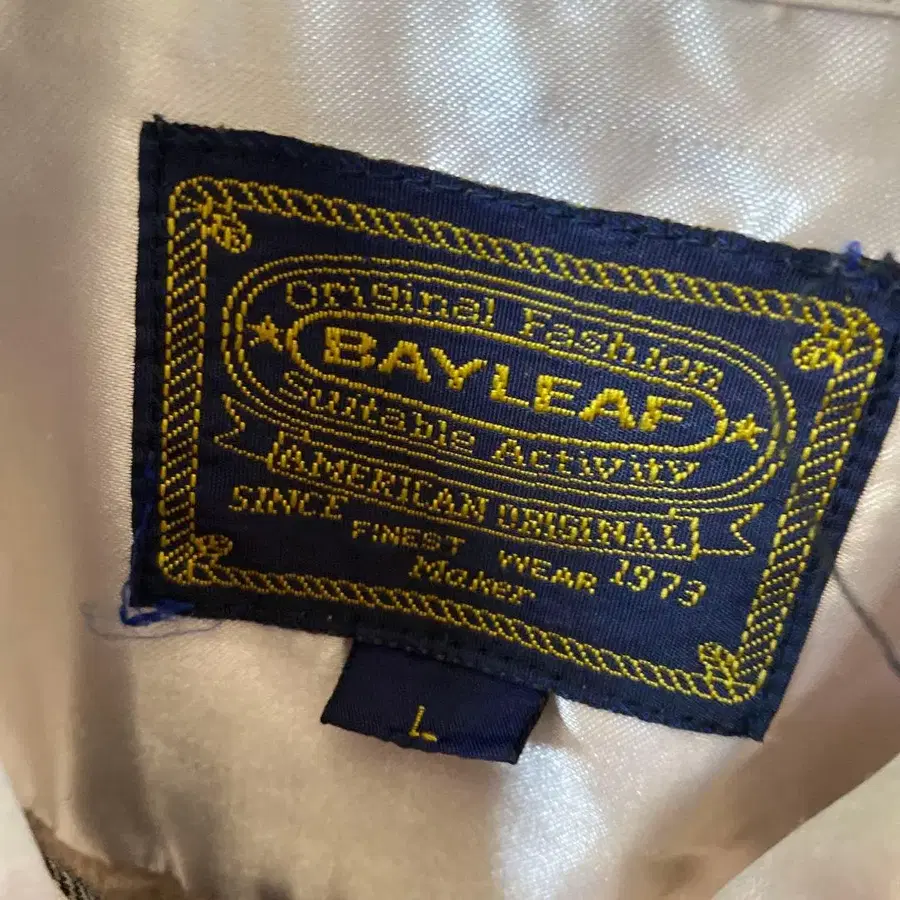 Original Fashion
BAYLEAF
Suitable Activity
AMERICAN ORIGINAL
SINCE FINEST WEAR 1973
Maker
L